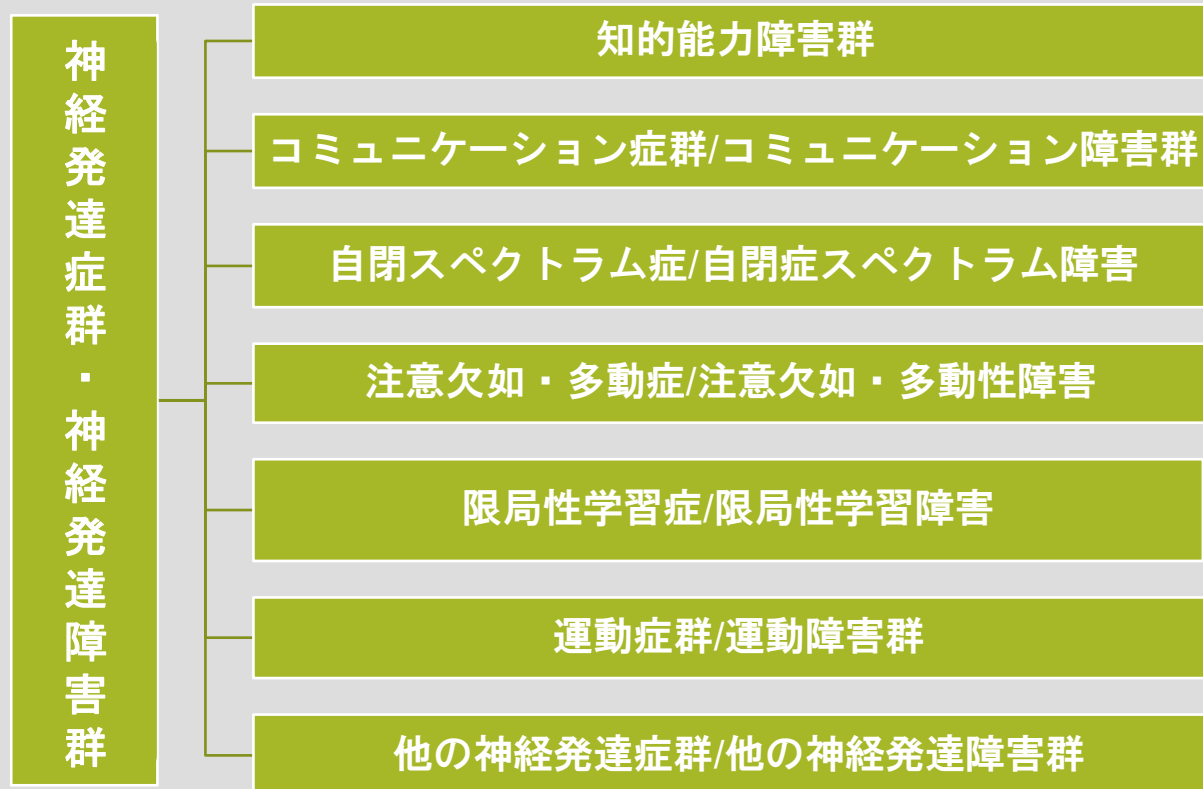 神経発達症群・神経発達障害群
知的能力障害群
コミュニケーション症群/コミュニケーション障害群
自閉スペクトラム症/自閉症スペクトラム障害
注意欠如・多動症/注意欠如・多動性障害
限局性学習症/限局性学習障害
運動症群/運動障害群
他の神経発達症群/他の神経発達障害群